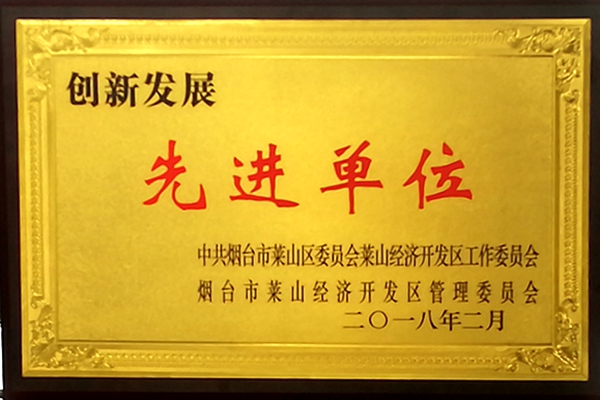 创新发展
先进单位
中共烟台市莱山区委员会莱山经济开发区工作委员会
烟台市莱山经济开发区管理委员会
二〇一八年二月